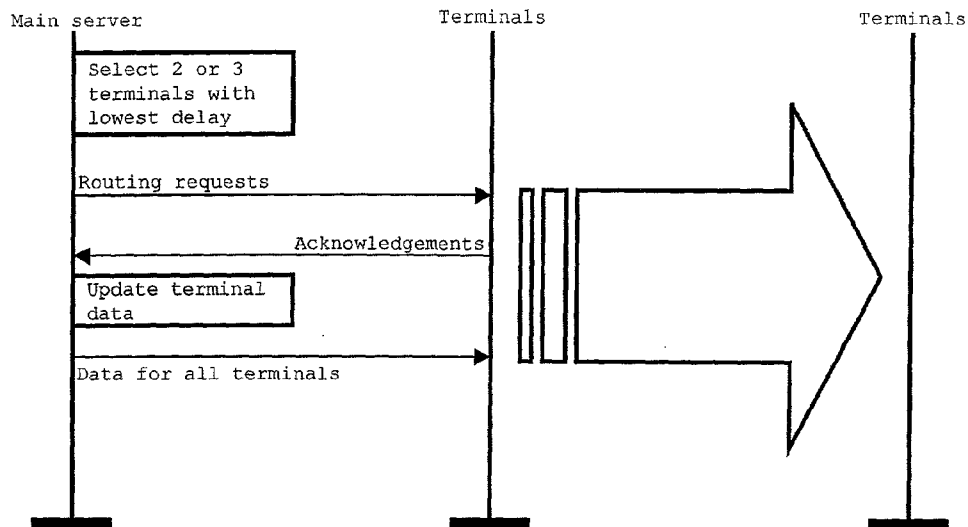 Main server
Terminals
Terminals
Select 2 or 3
terminals with
lowest delay
Routing requests
Acknowledgements
Update terminal
data
Data for all terminals